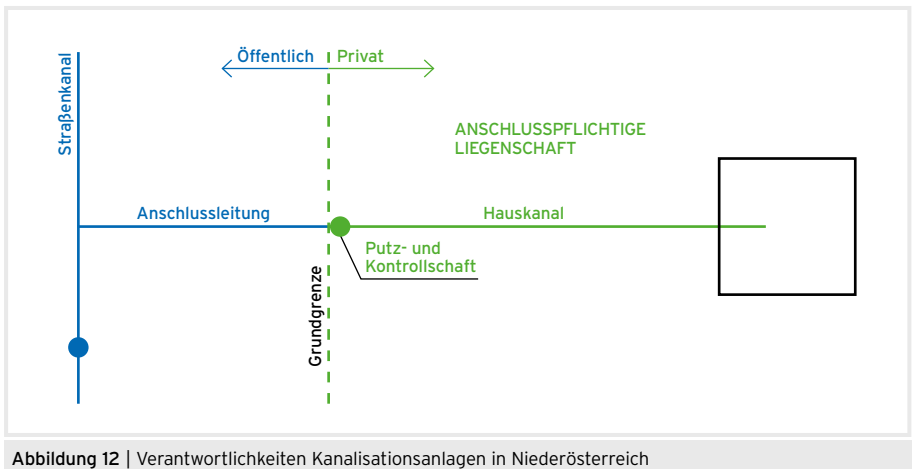 Öffentlich
Privat
Straßenkanal
ANSCHLUSSPFLICHTIGE
LIEGENSCHAFT
Anschlussleitung
Hauskanal
Putz- und
Kontrollschaft
Grundgrenze
Abbildung 12 | Verantwortlichkeiten Kanalisationsanlagen in Niederösterreich